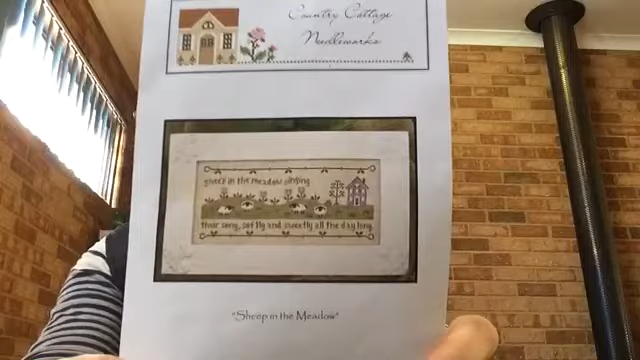 Country Cottage
Needleworks
sheep in the meadow singing
their song, softly and sweetly all the day long.
"Sheep in the Meadow"